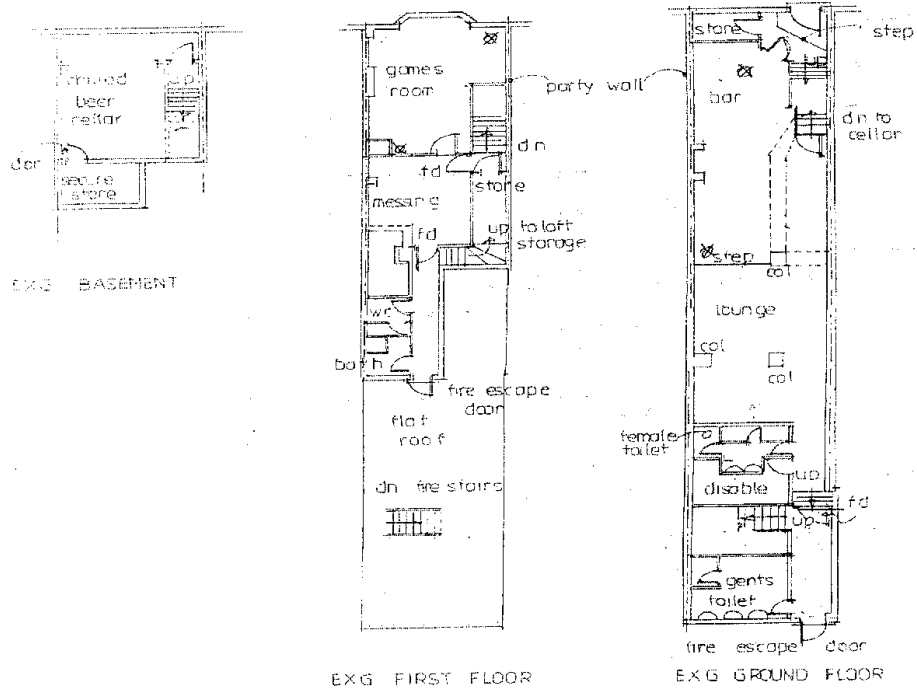 up
beer
cellar
dor
secure
store
EXG BASEMENT
games
room
dn
fd
store
messing
fd
up to loft
storage
wc
bath
fire escape
door
flat
roof
dn fire stairs
EXG FIRST FLOOR
party wall
store
step
up
bar
dn to
cellar
step
col
lounge
col
col
female
toilet
up
disable
fd
up
gents
toilet
fire escape door
EXG GROUND FLOOR